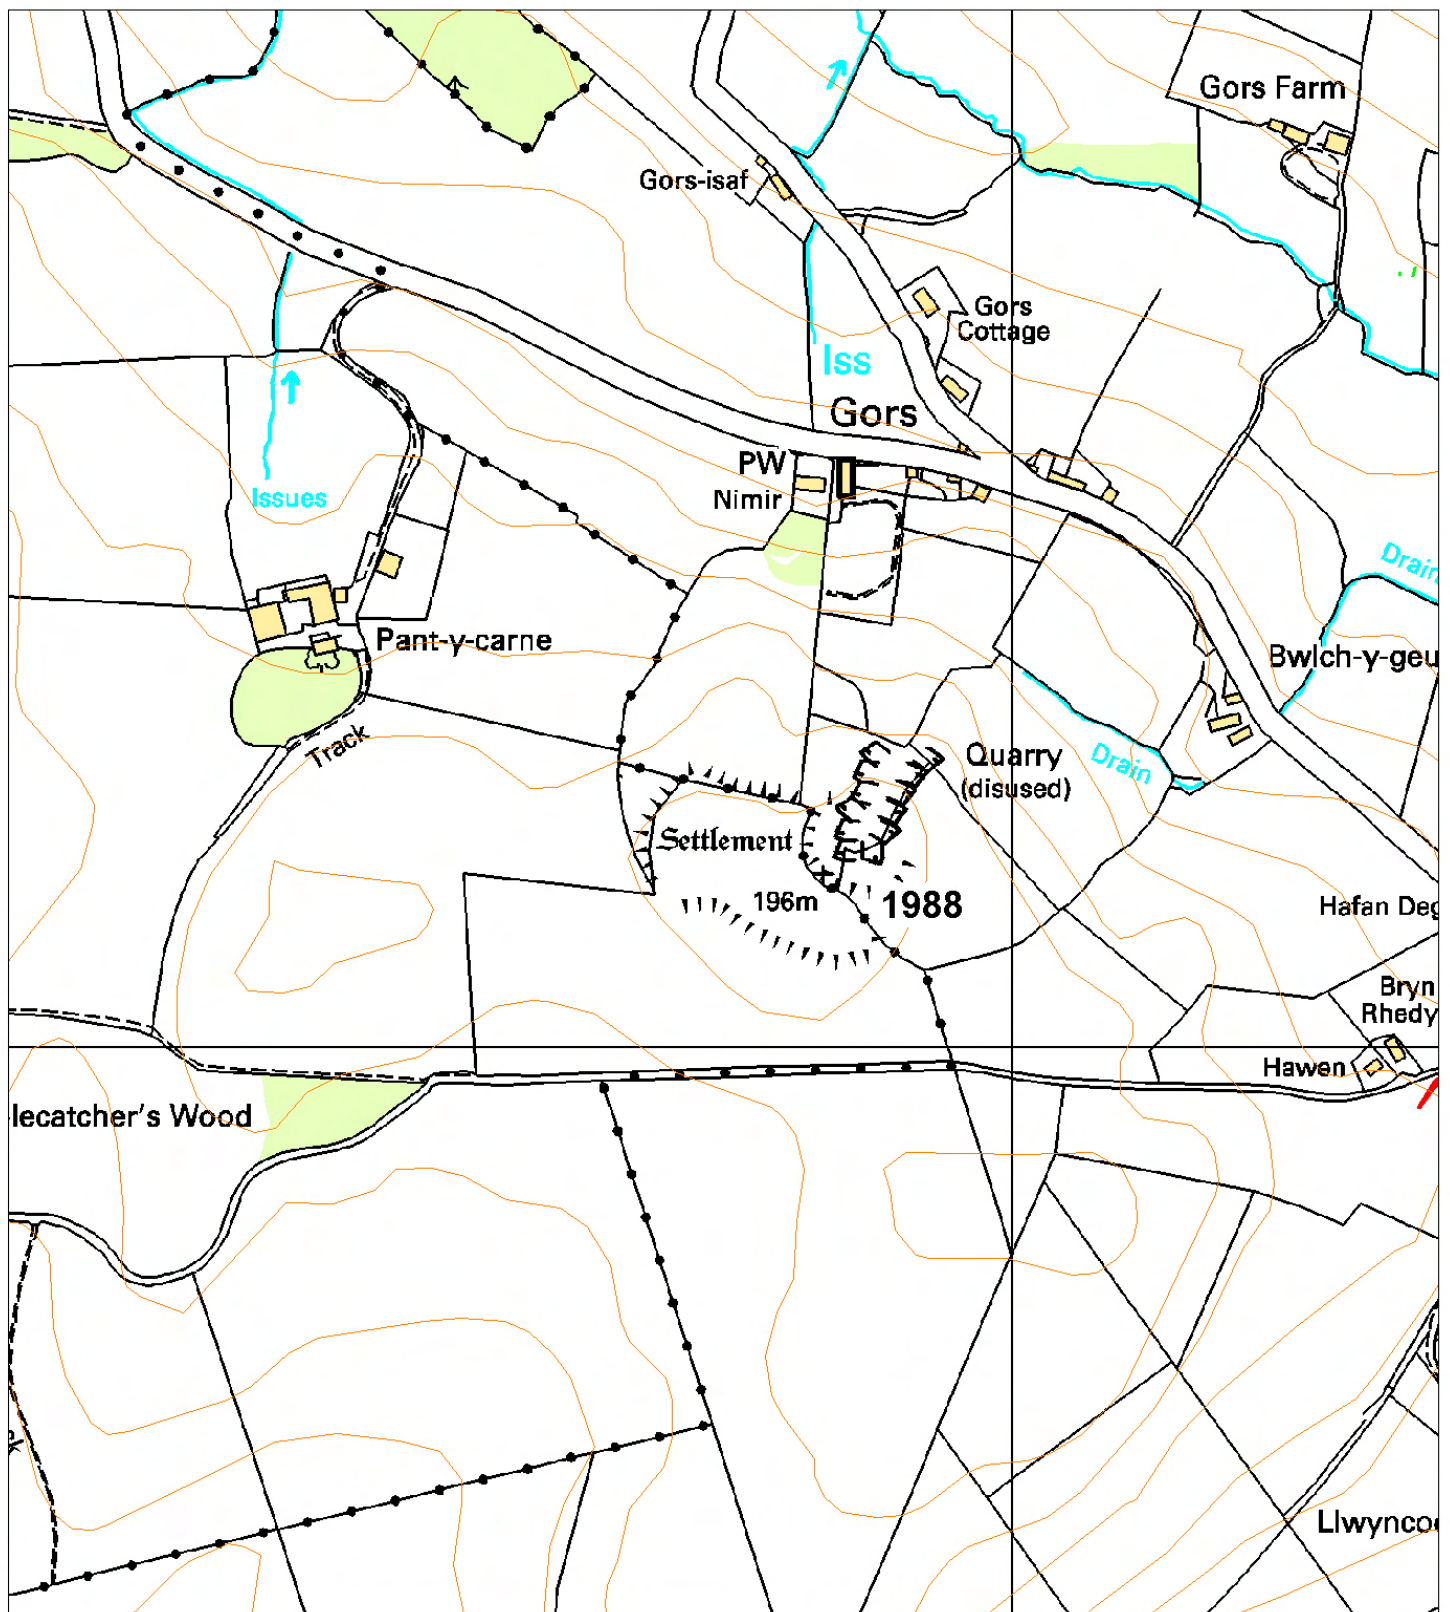 Gors Farm
Gors-isaf
Gors
Cottage
Iss
Gors
PW
Nimir
Issues
Drain
Pant-y-carne
Bwlch-y-geu
Track
Quarry
(disused)
Drain
Settlement
196m
1988
Hafan Deg
Bryn
Rhedy
Hawen
lecatcher's Wood
Llwynco